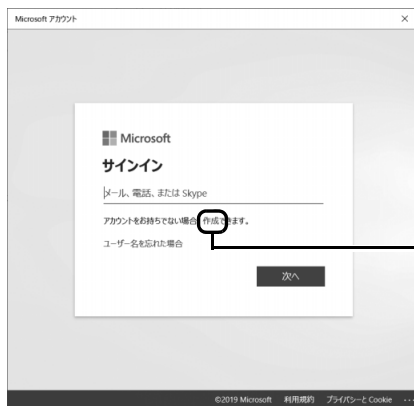 Microsoft アカウント
Microsoft
サインイン
メール、電話、または Skype
アカウントをお持ちでない場合、作成できます。
ユーザー名を忘れた場合
次へ
©2019 Microsoft 利用規約 プライバシーと Cookie ...